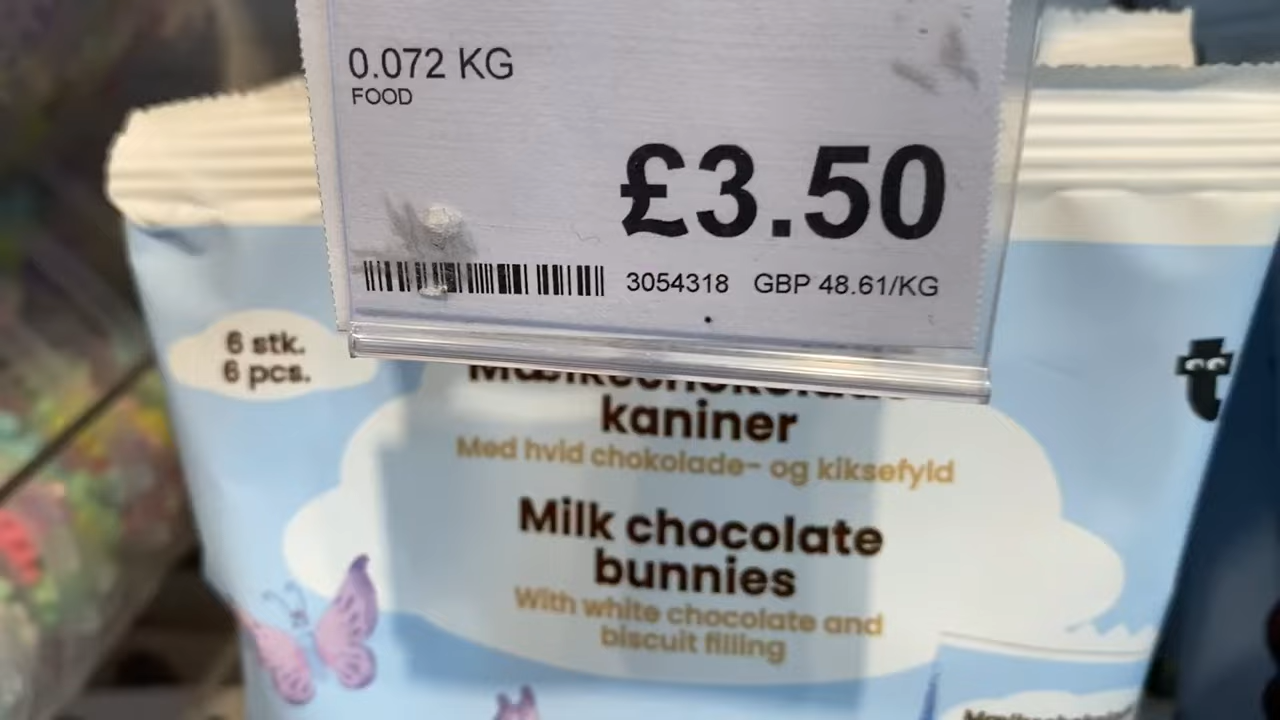 0.072 KG
FOOD
£3.50
3054318 GBP 48.61/KG
6 stk.
6 pcs.
kaniner
Med hvid chokolade- og kiksefyld
Milk chocolate
bunnies
With white chocolate and
biscuit filling